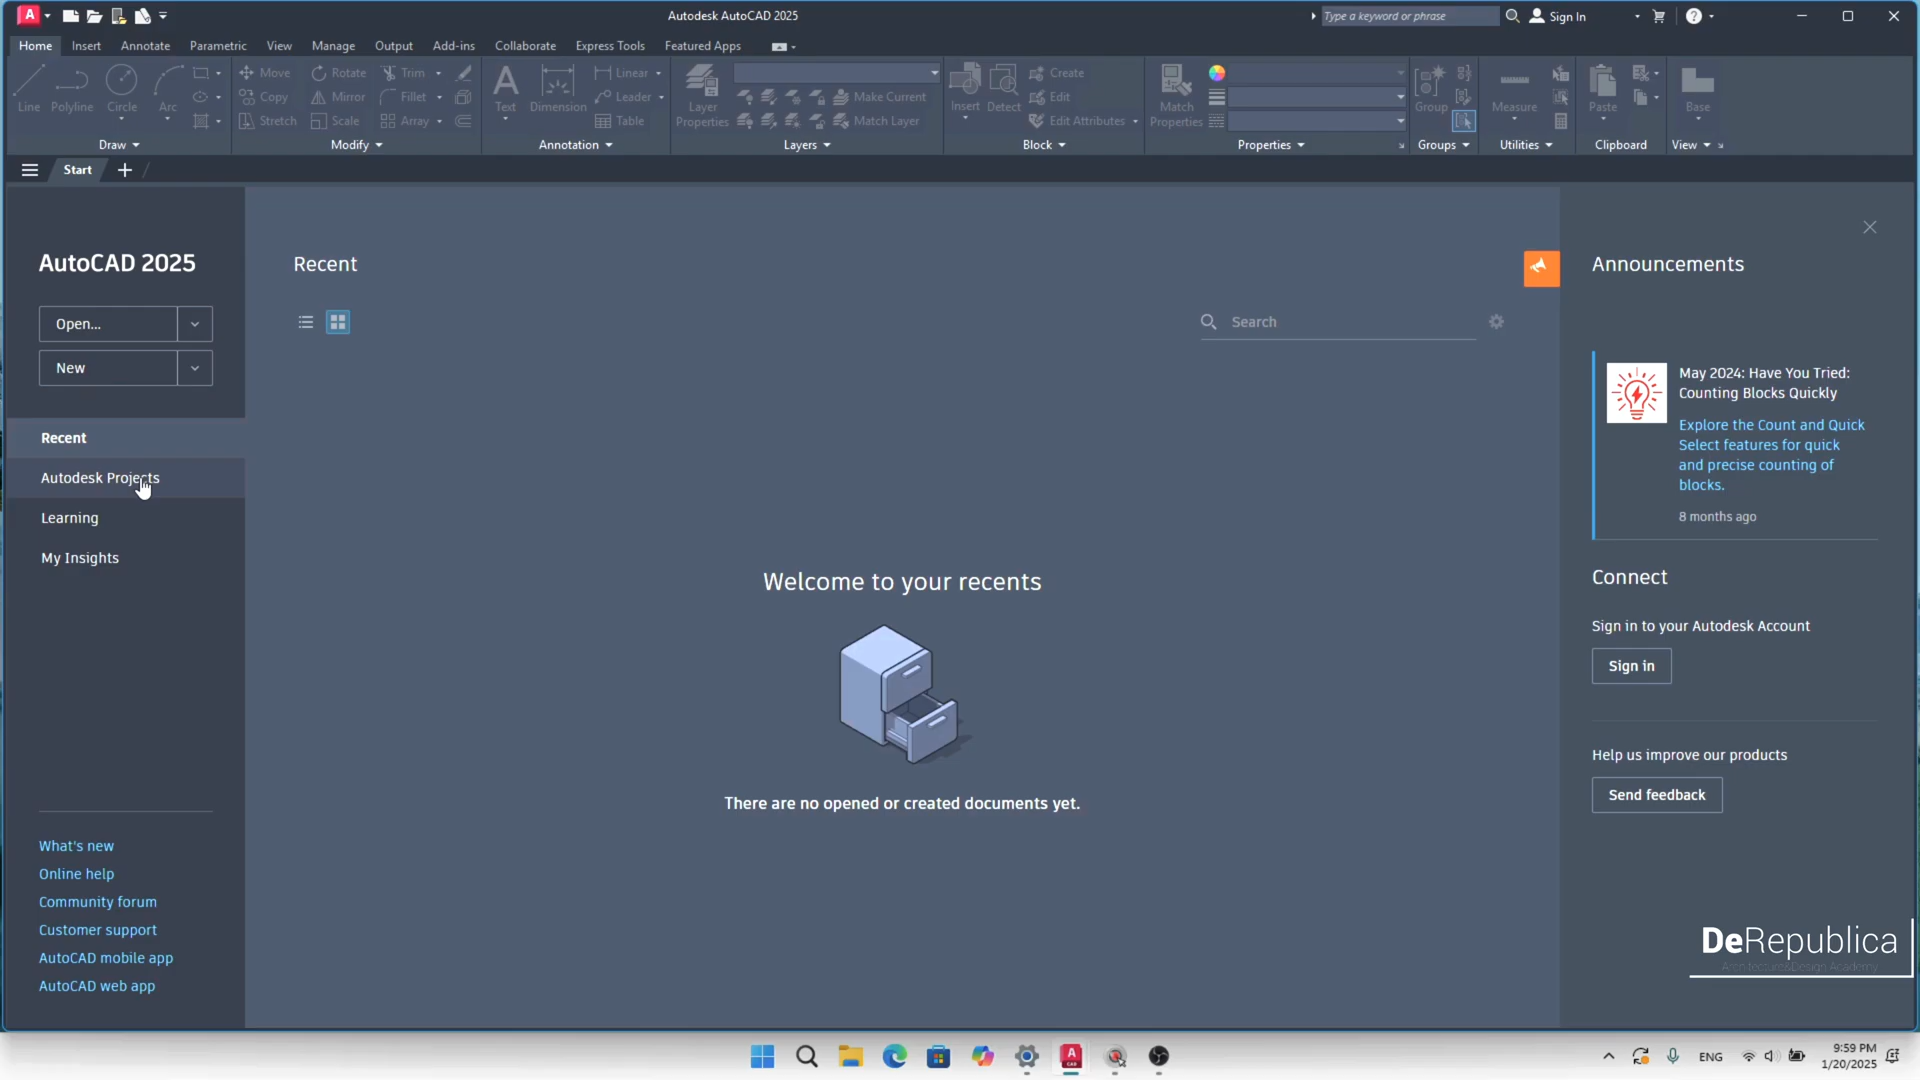 Autodesk AutoCAD 2025
Type a keyword or phrase
Sign In
Home Insert Annotate Parametric View Manage Output Add-ins Collaborate Express Tools Featured Apps
Line Polyline Circle Arc
Move Rotate Trim
Copy Mirror Fillet
Stretch Scale Array
Text Dimension
Linear
Leader
Table
Layer Properties
Make Current
Match Layer
Insert Detect
Create
Edit
Edit Attributes
Match Properties
Group
Measure
Paste
Base
Draw Modify Annotation Layers Block Properties Groups Utilities Clipboard View
Start
AutoCAD 2025
Open...
New
Recent
Autodesk Projects
Learning
My Insights
What's new
Online help
Community forum
Customer support
AutoCAD mobile app
AutoCAD web app
Recent
Search
Welcome to your recents
There are no opened or created documents yet.
Announcements
May 2024: Have You Tried:
Counting Blocks Quickly
Explore the Count and Quick
Select features for quick
and precise counting of
blocks.
8 months ago
Connect
Sign in to your Autodesk Account
Sign in
Help us improve our products
Send feedback
DeRepublica
Architecture&Design Academy
ENG
9:59 PM
1/20/2025